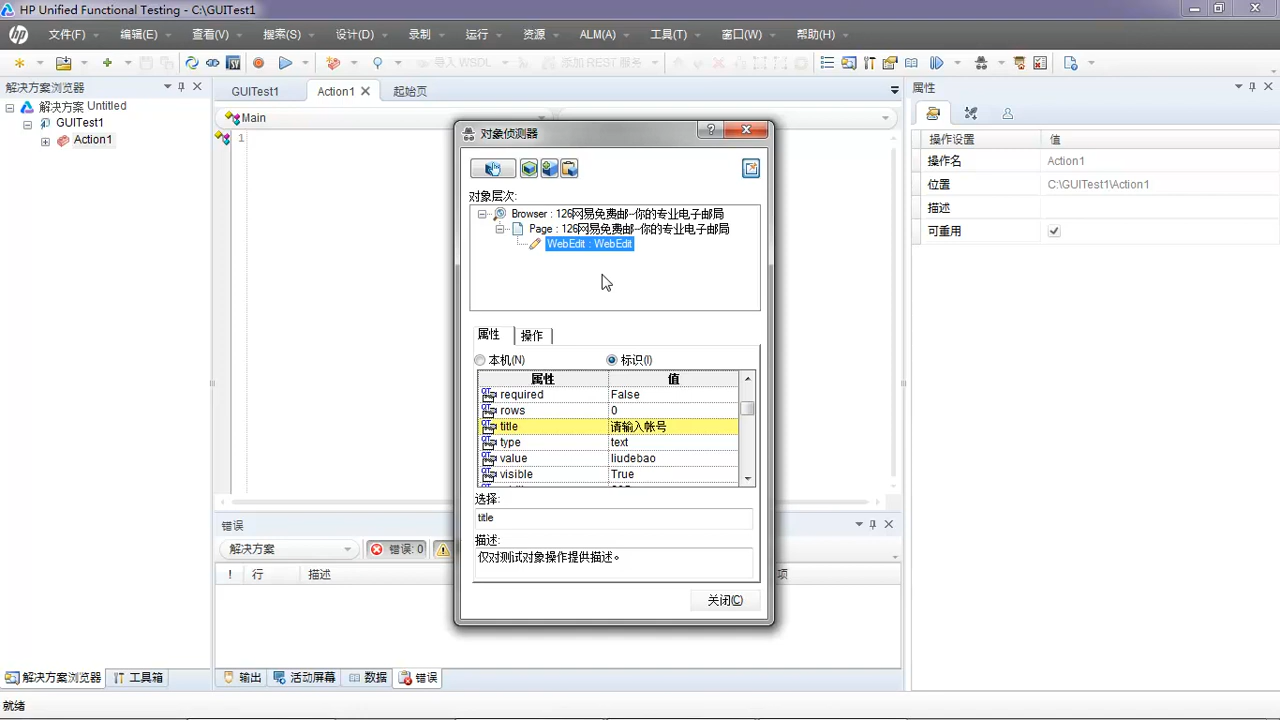 HP Unified Functional Testing - C:\GUITest1
文件(F) 编辑(E) 查看(V) 搜索(S) 设计(D) 录制 运行 资源 ALM(A) 工具(T) 窗口(W) 帮助(H)
导入 WSDL 添加 REST 服务
解决方案浏览器
解决方案 Untitled
GUITest1
Action1
GUITest1 Action1 起始页
Main
1
对象侦测器
对象层次:
Browser : 126网易免费邮--你的专业电子邮局
Page : 126网易免费邮--你的专业电子邮局
WebEdit : WebEdit
属性 操作
本机(N) 标识(I)
属性 值
required False
rows 0
title 请输入帐号
type text
value liudebao
visible True
选择:
title
描述:
仅对测试对象操作提供描述。
关闭(C)
属性
操作设置 值
操作名 Action1
位置 C:\GUITest1\Action1
描述
可重用
错误
解决方案 错误: 0
! 行 描述 项
解决方案浏览器 工具箱
输出 活动屏幕 数据 错误
就绪